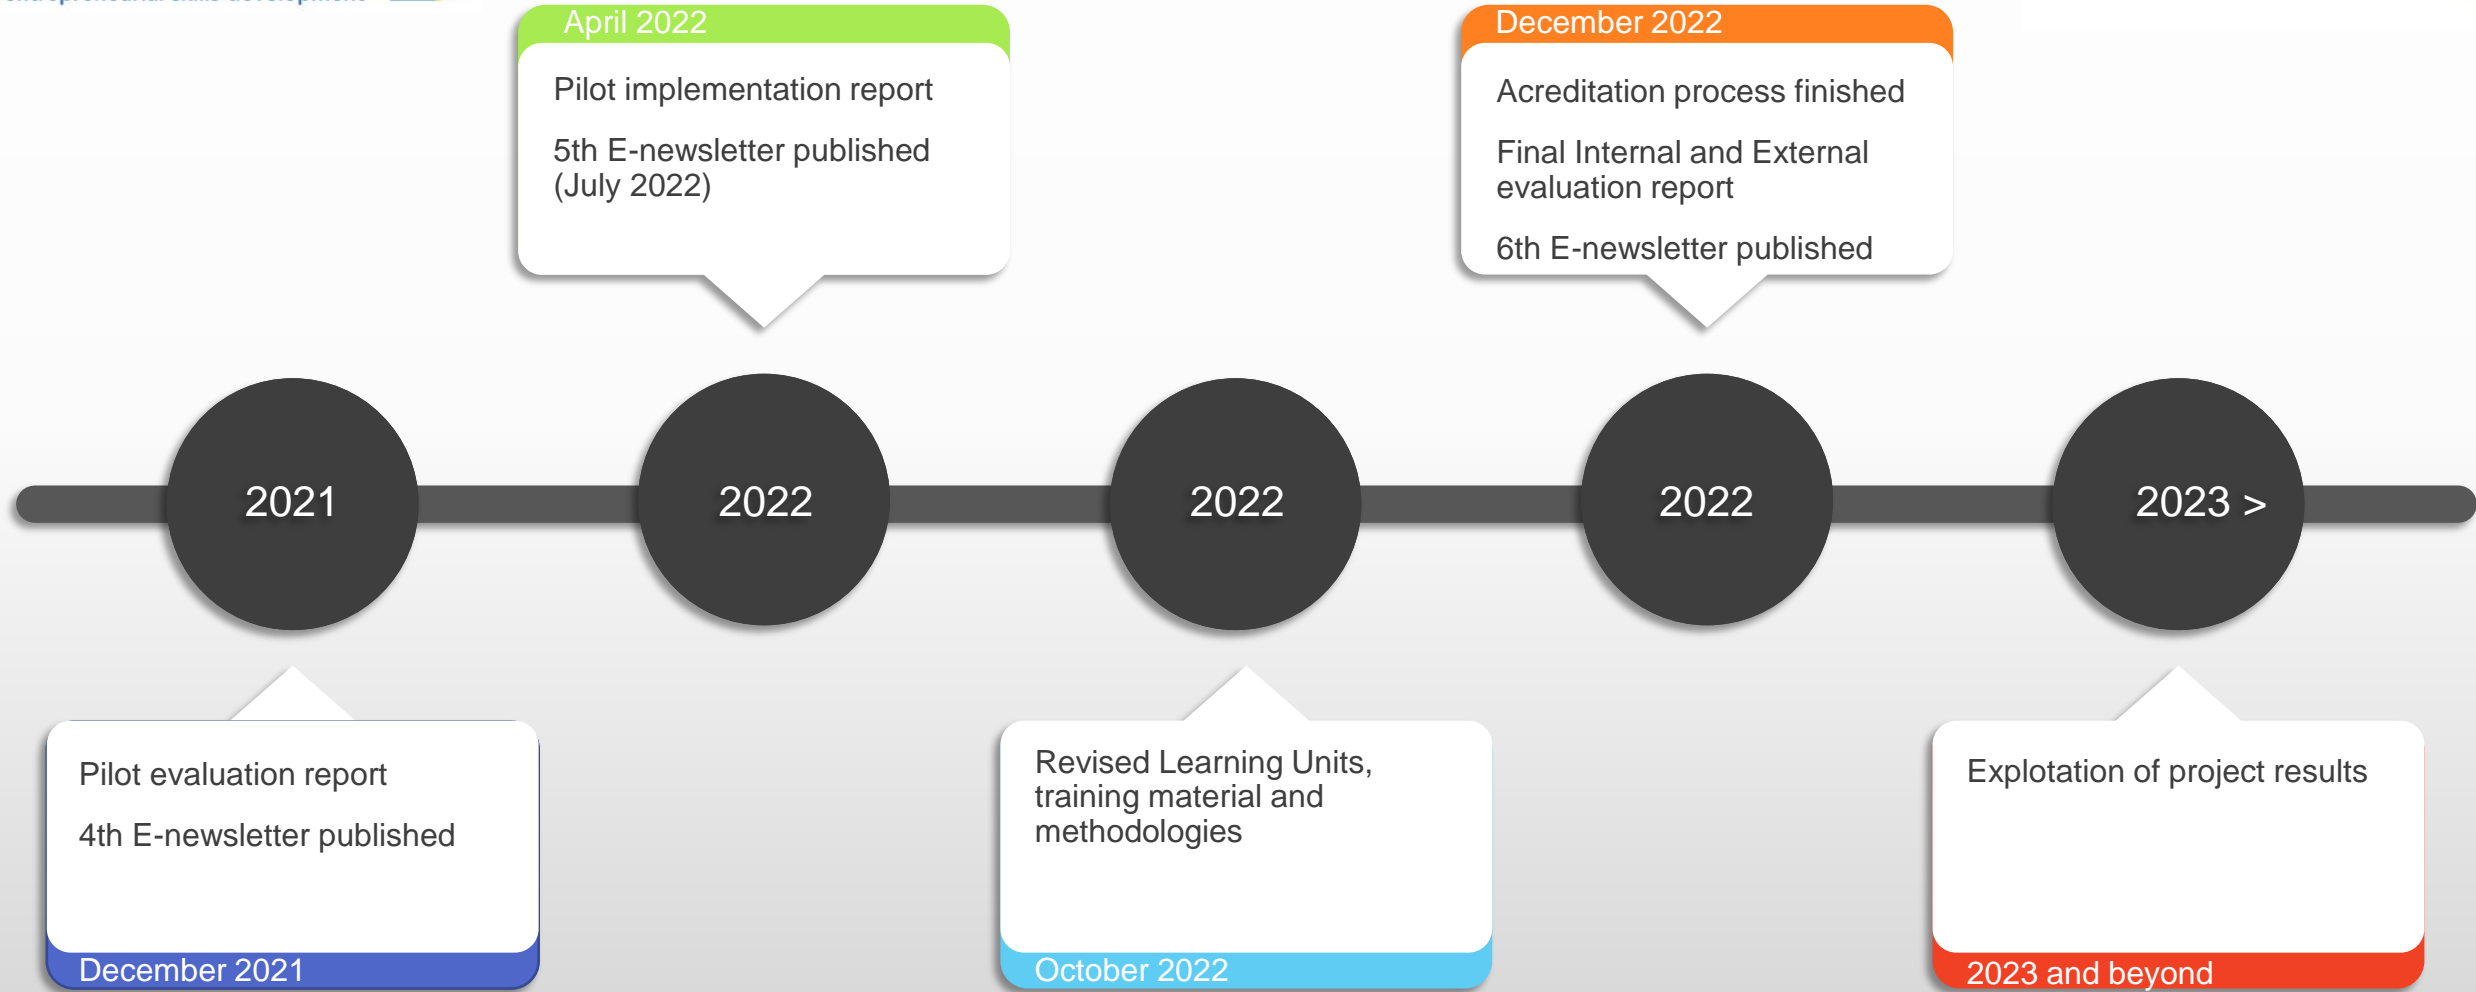 April 2022
Pilot implementation report
5th E-newsletter published
(July 2022)
December 2022
Acreditation process finished
Final Internal and External
evaluation report
6th E-newsletter published
2021
2022
2022
2022
2023 >
Pilot evaluation report
4th E-newsletter published
December 2021
Revised Learning Units,
training material and
methodologies
October 2022
Explotation of project results
2023 and beyond